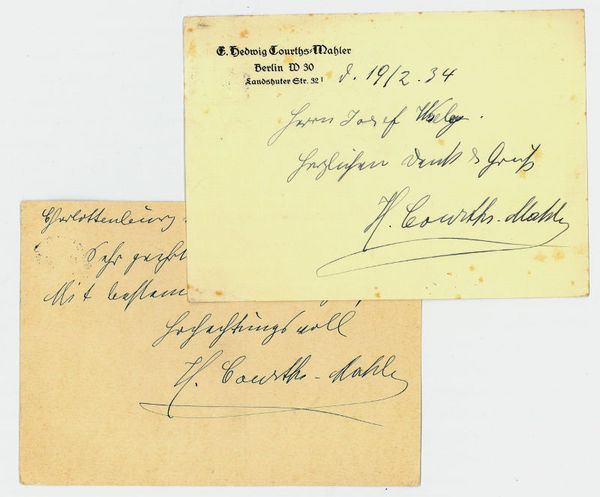 E. Hedwig Courths-Mahler
Berlin W 30
Landshuter Str. 32 I
d. 19/2. 34
Herrn Josef
herzlichen Dank & Gruß
H. Courths-Mahler
Charlottenburg
Sehr geehrt
Mit bestem
Hochachtungsvoll
H. Courths-Mahler